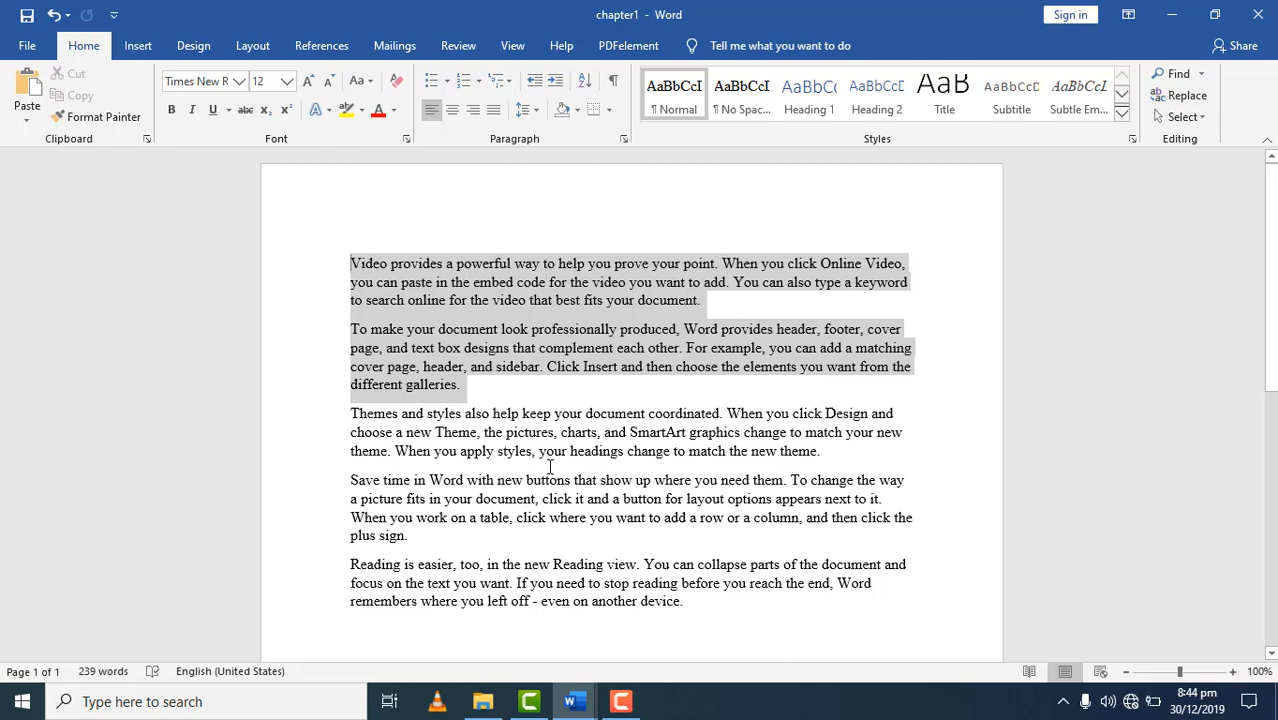 chapter1 - Word
Sign in
File Home Insert Design Layout References Mailings Review View Help PDFelement Tell me what you want to do Share
Paste
Cut
Copy
Format Painter
Clipboard
Times New R 12
Aa
B I U abc x₂ x² A A
Font
Paragraph
AaBbCcI
¶ Normal
AaBbCcI
¶ No Spac...
AaBbCc
Heading 1
AaBbCcI
Heading 2
AaB
Title
AaBbCcD
Subtitle
AaBbCcI
Subtle Em...
Styles
Find
Replace
Select
Editing
Video provides a powerful way to help you prove your point. When you click Online Video,
you can paste in the embed code for the video you want to add. You can also type a keyword
to search online for the video that best fits your document.
To make your document look professionally produced, Word provides header, footer, cover
page, and text box designs that complement each other. For example, you can add a matching
cover page, header, and sidebar. Click Insert and then choose the elements you want from the
different galleries.
Themes and styles also help keep your document coordinated. When you click Design and
choose a new Theme, the pictures, charts, and SmartArt graphics change to match your new
theme. When you apply styles, your headings change to match the new theme.
Save time in Word with new buttons that show up where you need them. To change the way
a picture fits in your document, click it and a button for layout options appears next to it.
When you work on a table, click where you want to add a row or a column, and then click the
plus sign.
Reading is easier, too, in the new Reading view. You can collapse parts of the document and
focus on the text you want. If you need to stop reading before you reach the end, Word
remembers where you left off - even on another device.
Page 1 of 1 239 words English (United States) 100%
Type here to search
8:44 pm
30/12/2019